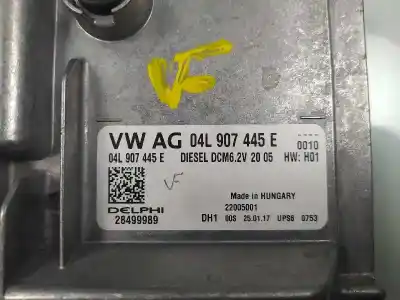 VF
VW AG 04L 907 445 E
----
0010
04L 907 445 E DIESEL DCM6.2V 20 05 HW: H01
VF
Made in HUNGARY
22005001
DELPHI
28499989
DH1 00S 25.01.17 UPS6 0753